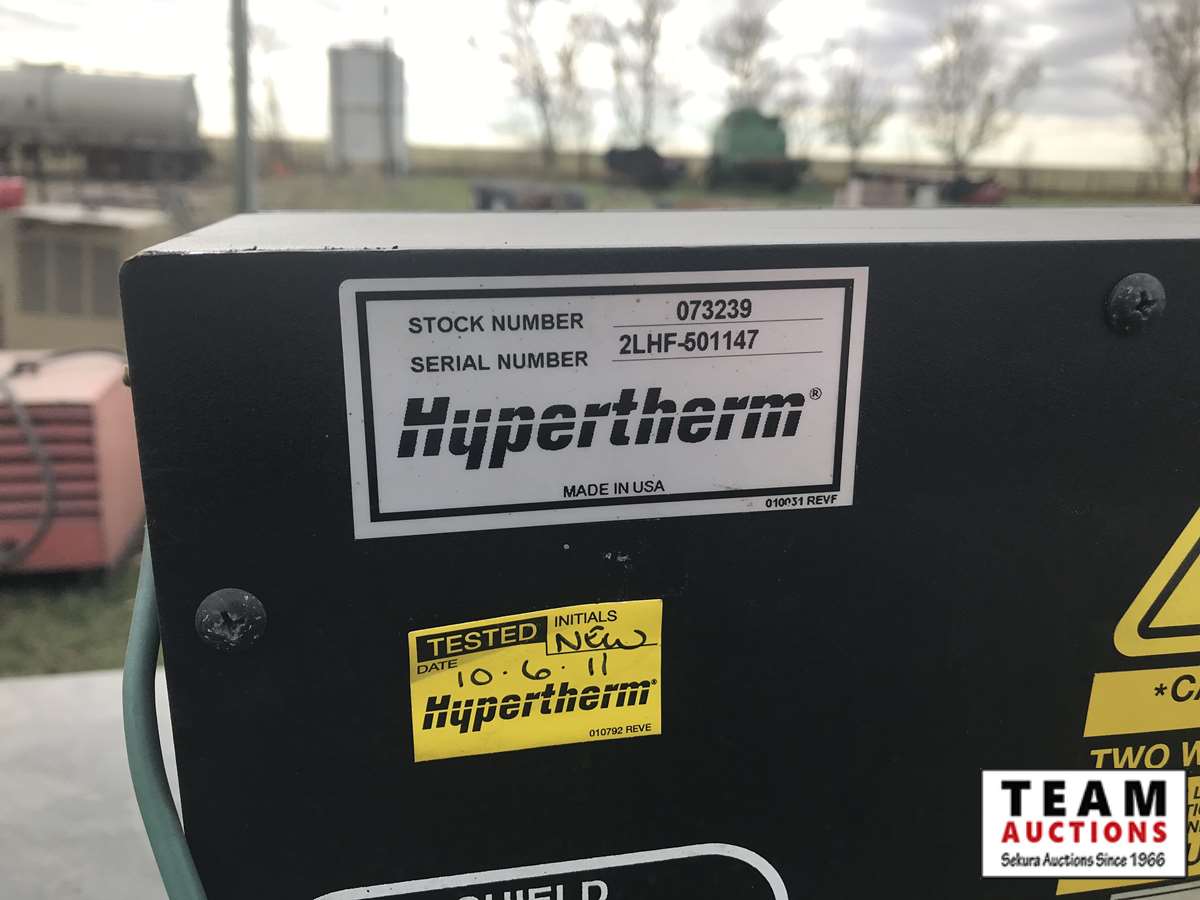 STOCK NUMBER 073239
SERIAL NUMBER 2LHF-501147
Hypertherm®
MADE IN USA
010031 REVF
TESTED INITIALS NEW
DATE 10.6.11
Hypertherm®
010792 REVE
*CA
TWO W
SHIELD
TEAM
AUCTIONS
Sekura Auctions Since 1966